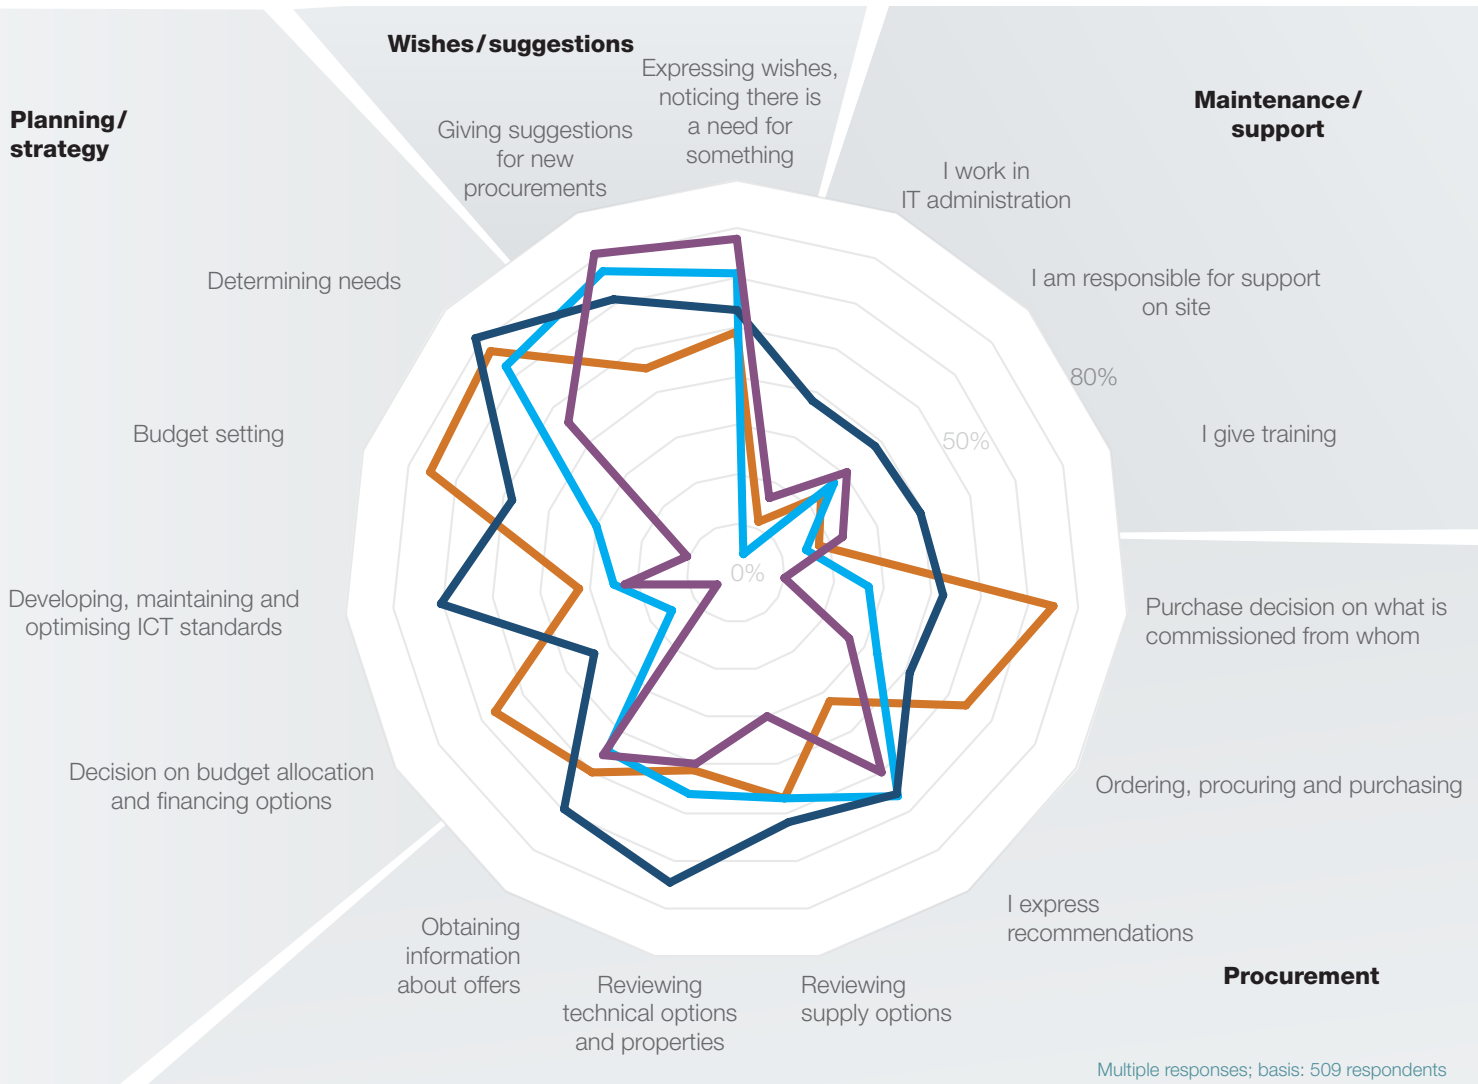 Wishes/suggestions
Expressing wishes,
noticing there is
a need for
something
Giving suggestions
for new
procurements
Planning/
strategy
Determining needs
Budget setting
Developing, maintaining and
optimising ICT standards
Decision on budget allocation
and financing options
Maintenance/
support
I work in
IT administration
I am responsible for support
on site
80%
50%
0%
I give training
Purchase decision on what is
commissioned from whom
Ordering, procuring and purchasing
I express
recommendations
Procurement
Obtaining
information
about offers
Reviewing
technical options
and properties
Reviewing
supply options
Multiple responses; basis: 509 respondents